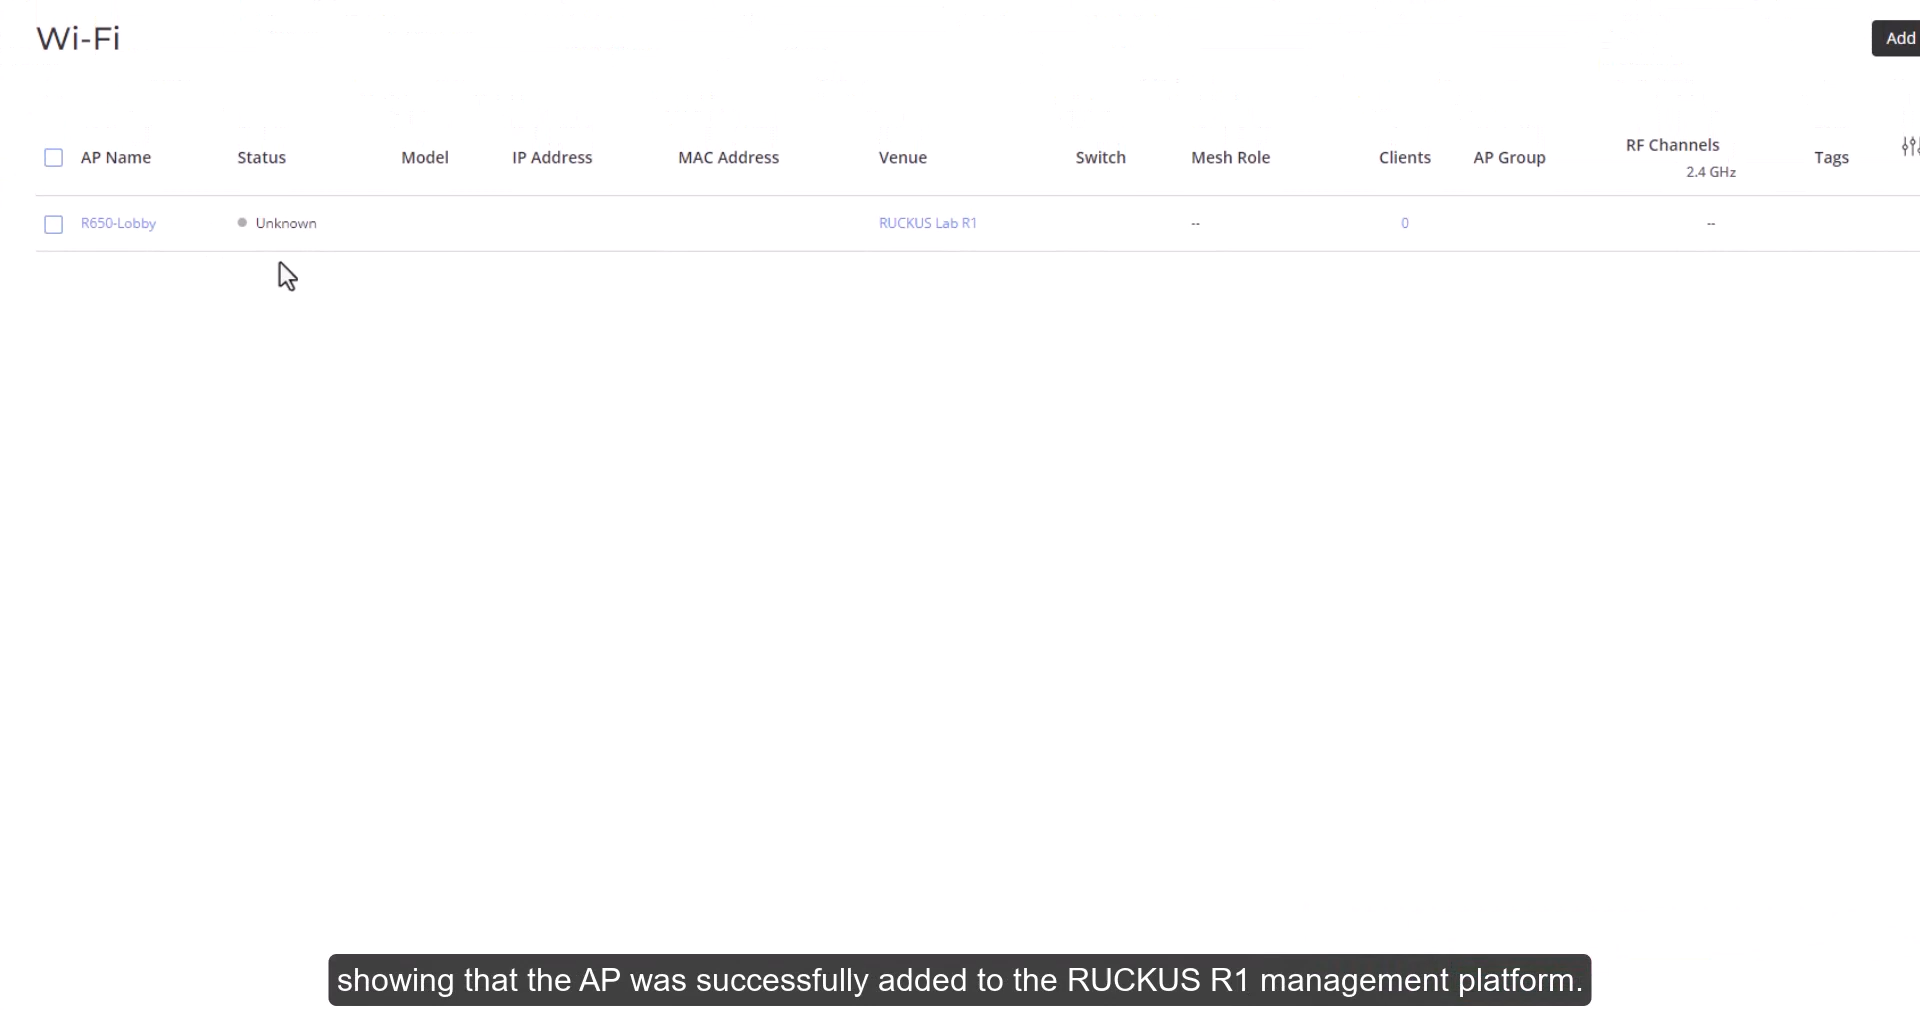 Wi-Fi
Add
AP Name Status Model IP Address MAC Address Venue Switch Mesh Role Clients AP Group RF Channels Tags
2.4 GHz
R650-Lobby Unknown RUCKUS Lab R1 -- 0 --
showing that the AP was successfully added to the RUCKUS R1 management platform.